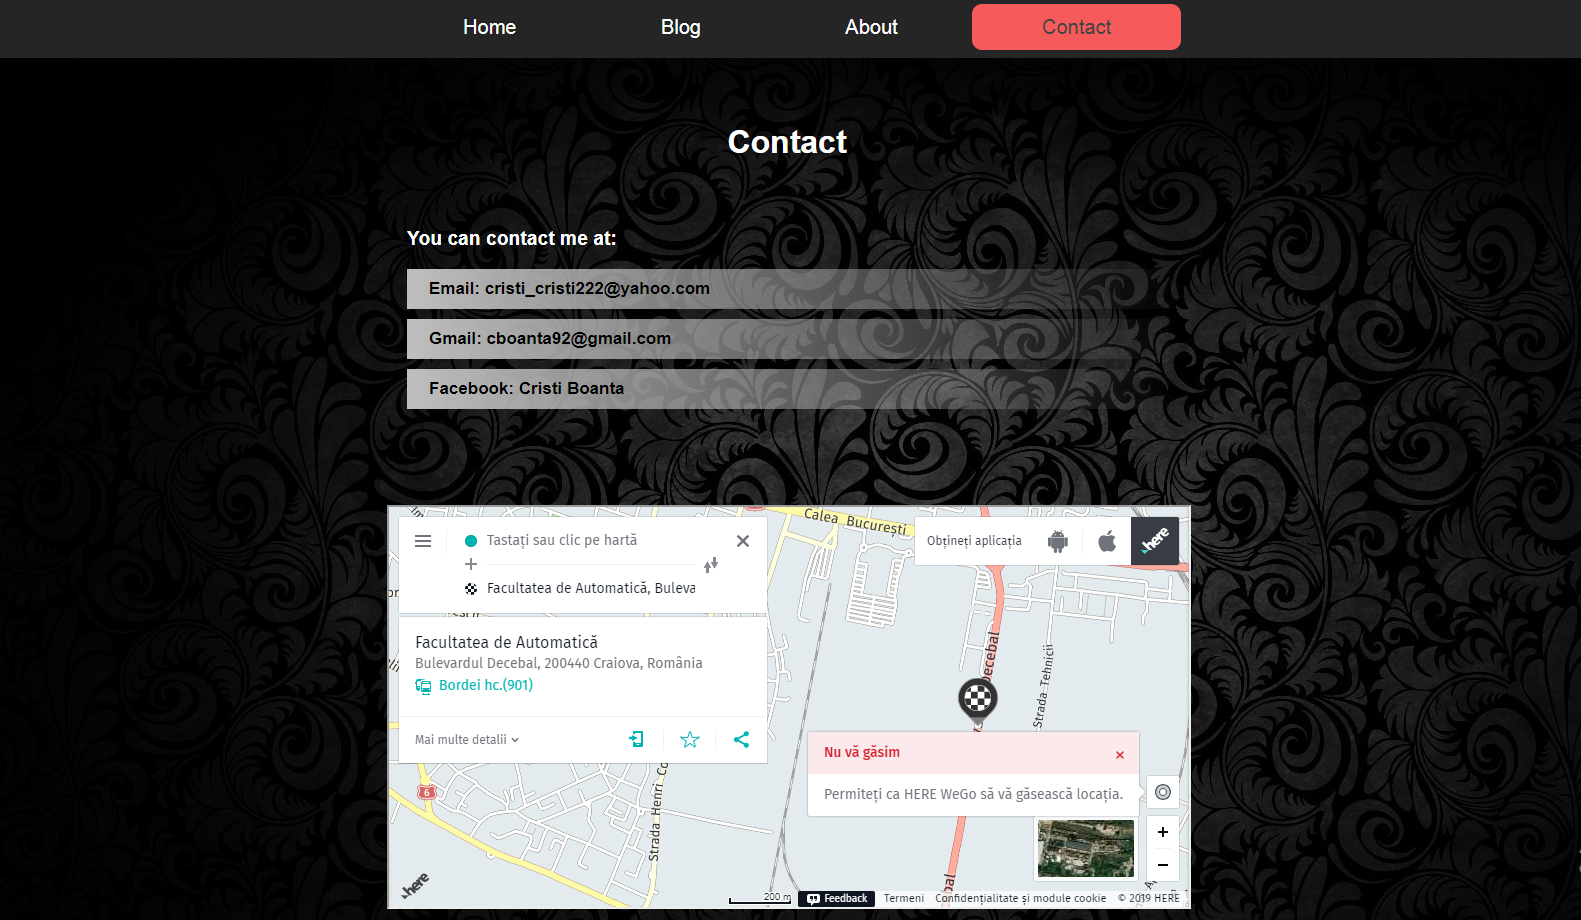 Home
Blog
About
Contact
Contact
You can contact me at:
Email: cristi_cristi222@yahoo.com
Gmail: cboanta92@gmail.com
Facebook: Cristi Boanta
Calea București
Tastați sau clic pe hartă
Obțineți aplicația
here
Facultatea de Automatică, Buleva
Facultatea de Automatică
Bulevardul Decebal, 200440 Craiova, România
Bordei hc.(901)
Mai multe detalii
Strada Tehnicii
Nu vă găsim
Permiteți ca HERE WeGo să vă găsească locația.
6
Strada Henri Co
here
200 m
Feedback
Termeni
Confidențialitate și module cookie
© 2019 HERE